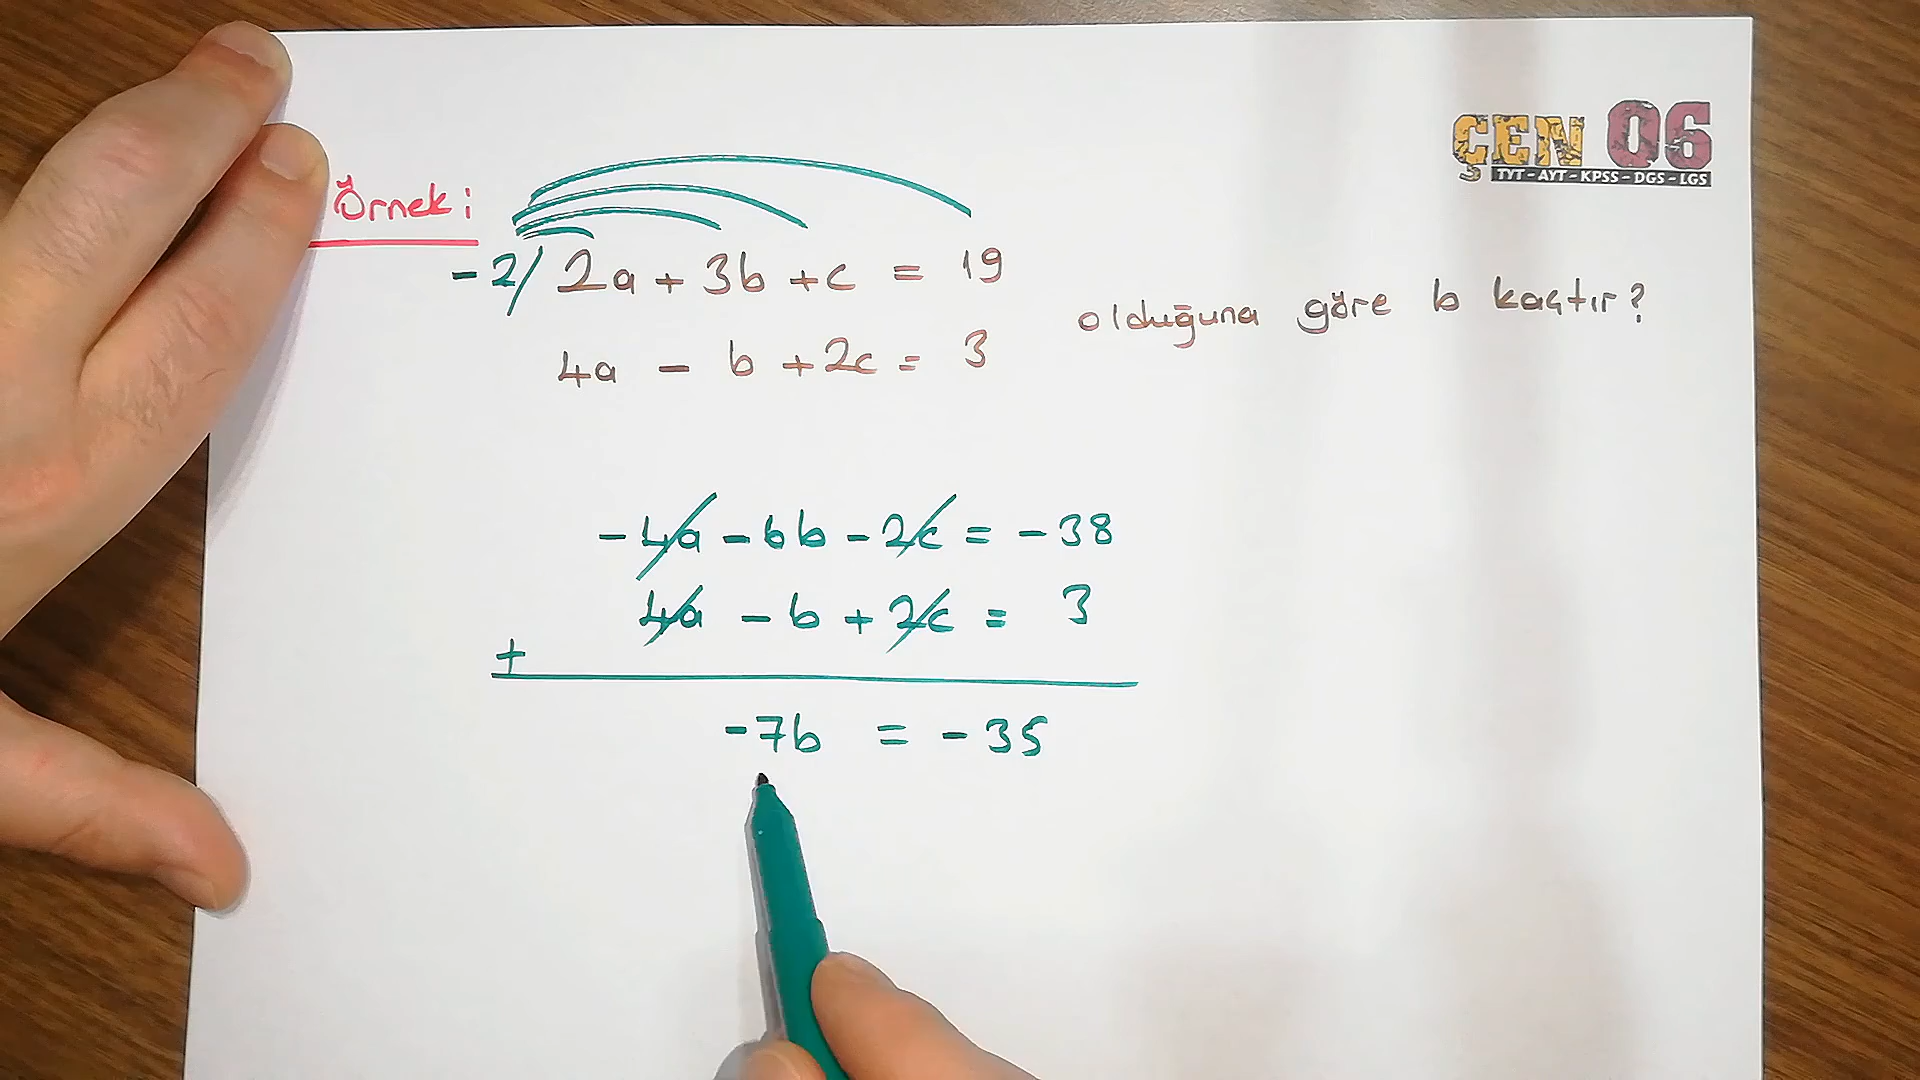 ÇEN 06
TYT - AYT - KPSS - DGS - LGS
Örnek:
-2/ 2a + 3b + c = 19
4a - b + 2c = 3
olduğuna göre b kaçtır?
-4a - 6b - 2c = -38
4a - b + 2c = 3
+
-7b = -35